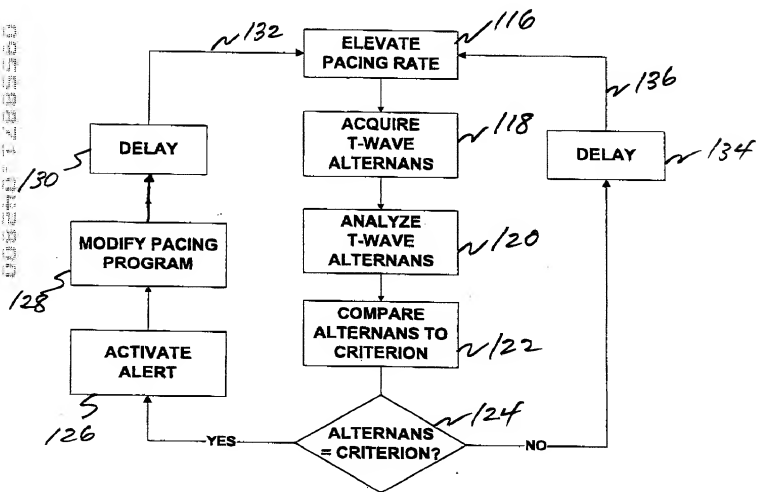 132
ELEVATE
PACING RATE
116
136
DELAY
130
ACQUIRE
T-WAVE
ALTERNANS
118
DELAY
134
MODIFY PACING
PROGRAM
128
ANALYZE
T-WAVE
ALTERNANS
120
ACTIVATE
ALERT
126
COMPARE
ALTERNANS TO
CRITERION
122
YES
ALTERNANS
= CRITERION?
124
NO